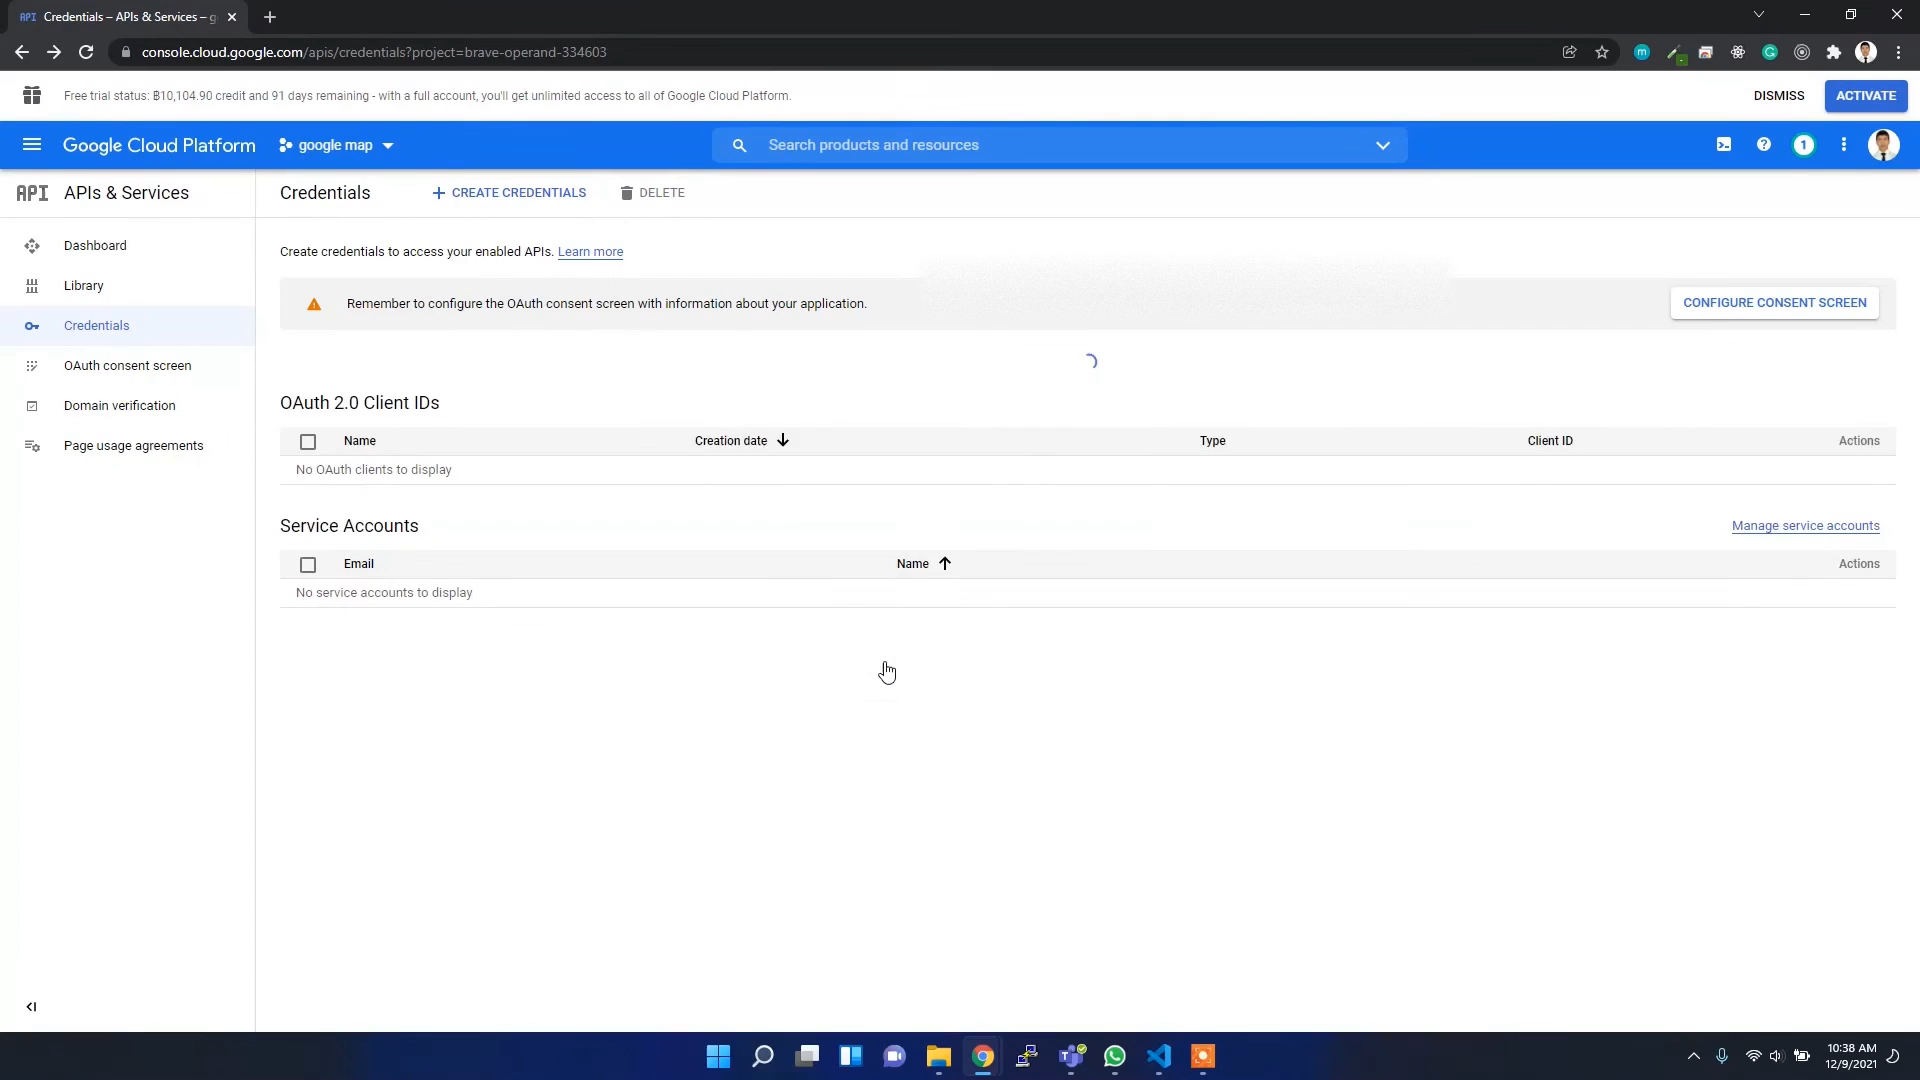 API Credentials – APIs & Services – g
console.cloud.google.com/apis/credentials?project=brave-operand-334603
Free trial status: ฿10,104.90 credit and 91 days remaining - with a full account, you'll get unlimited access to all of Google Cloud Platform.
DISMISS
ACTIVATE
Google Cloud Platform
google map
Search products and resources
1
API APIs & Services
Credentials
CREATE CREDENTIALS
DELETE
Dashboard
Library
Credentials
OAuth consent screen
Domain verification
Page usage agreements
Create credentials to access your enabled APIs. Learn more
Remember to configure the OAuth consent screen with information about your application.
CONFIGURE CONSENT SCREEN
OAuth 2.0 Client IDs
Name Creation date Type Client ID Actions
No OAuth clients to display
Service Accounts
Manage service accounts
Email Name Actions
No service accounts to display
10:38 AM
12/9/2021